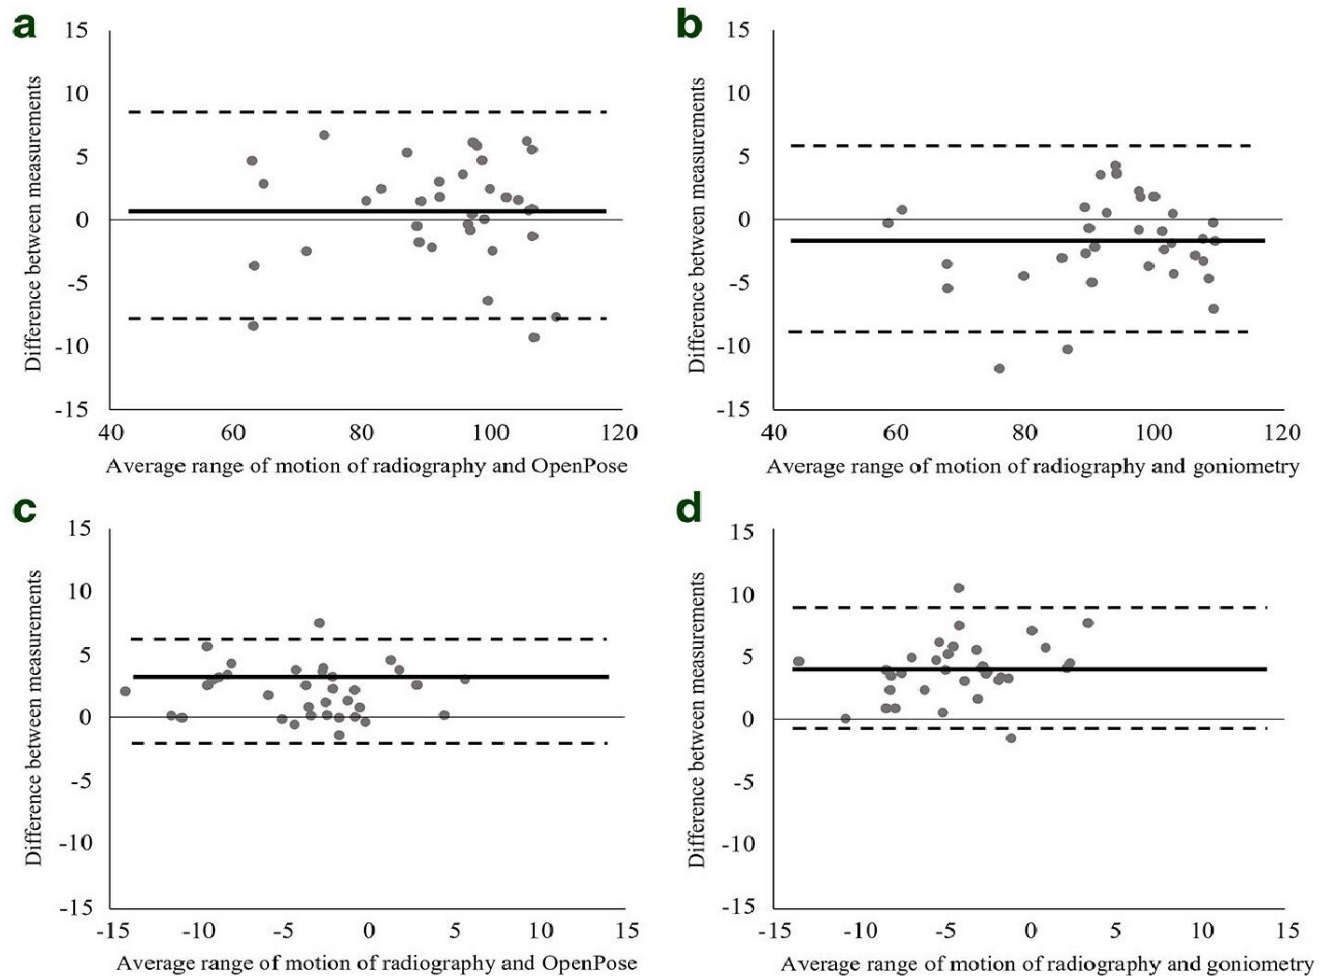 a
15
10
5
0
-5
-10
-15
Difference between measurements
40 60 80 100 120
Average range of motion of radiography and OpenPose
b
15
10
5
0
-5
-10
-15
Difference between measurements
40 60 80 100 120
Average range of motion of radiography and goniometry
c
15
10
5
0
-5
-10
-15
Difference between measurements
-15 -10 -5 0 5 10 15
Average range of motion of radiography and OpenPose
d
15
10
5
0
-5
-10
-15
Difference between measurements
-15 -10 -5 0 5 10 15
Average range of motion of radiography and goniometry